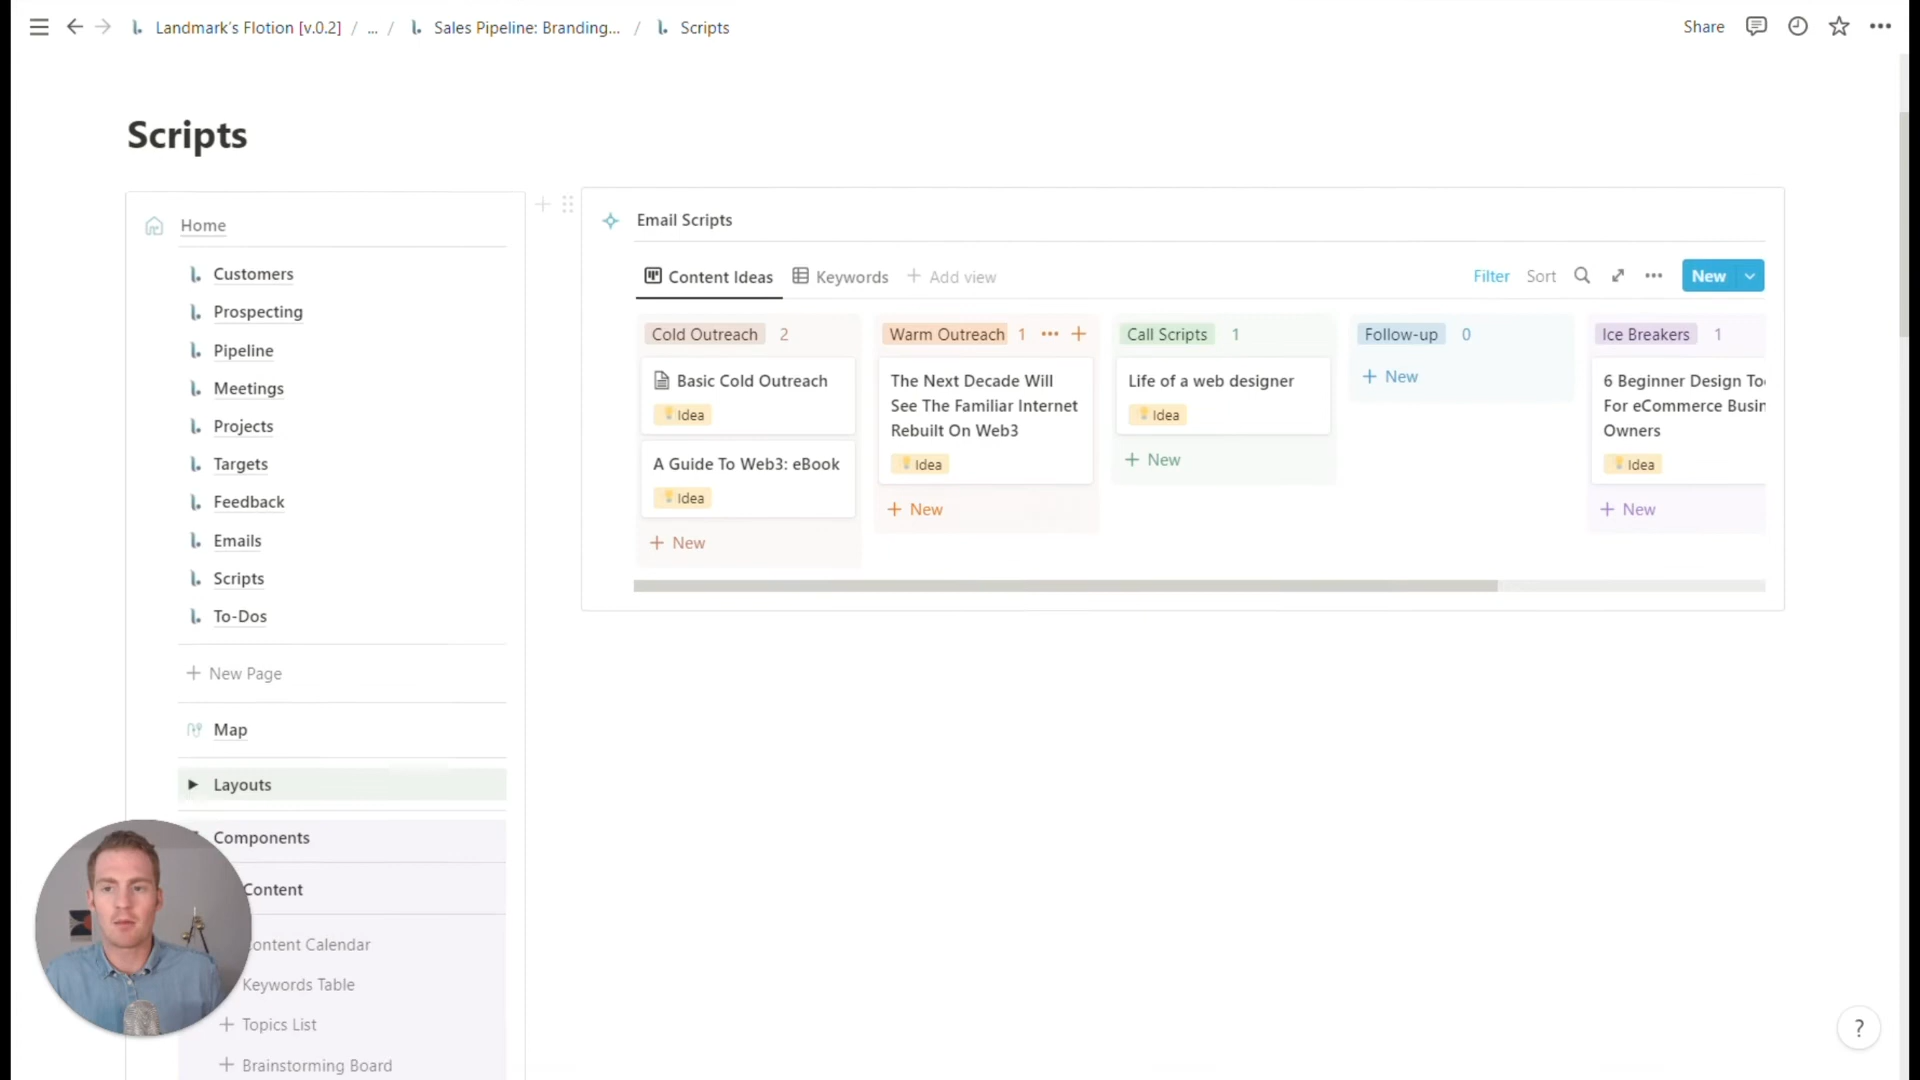 Landmark's Flotion [v.0.2] / ... / Sales Pipeline: Branding... / Scripts
Share
Scripts
Home
Customers
Prospecting
Pipeline
Meetings
Projects
Targets
Feedback
Emails
Scripts
To-Dos
New Page
Map
Layouts
Components
Content
ontent Calendar
Keywords Table
Topics List
Brainstorming Board
Email Scripts
Content Ideas
Keywords
Add view
Filter
Sort
New
Cold Outreach 2
Basic Cold Outreach
Idea
A Guide To Web3: eBook
Idea
New
Warm Outreach 1
The Next Decade Will
See The Familiar Internet
Rebuilt On Web3
Idea
New
Call Scripts 1
Life of a web designer
Idea
New
Follow-up 0
New
Ice Breakers 1
6 Beginner Design To
For eCommerce Busin
Owners
Idea
New
?